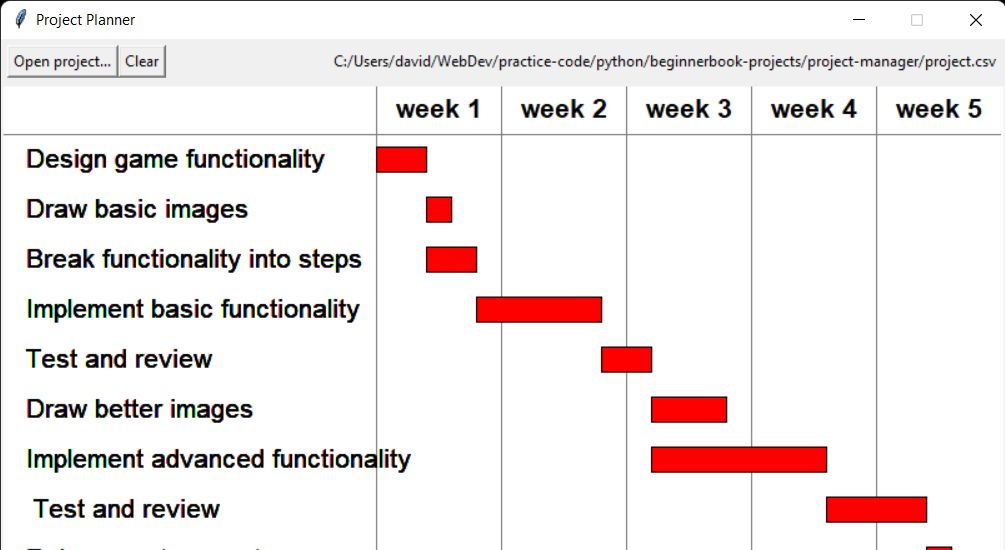 Project Planner
Open project... Clear C:/Users/david/WebDev/practice-code/python/beginnerbook-projects/project-manager/project.csv
week 1 week 2 week 3 week 4 week 5
Design game functionality
Draw basic images
Break functionality into steps
Implement basic functionality
Test and review
Draw better images
Implement advanced functionality
Test and review